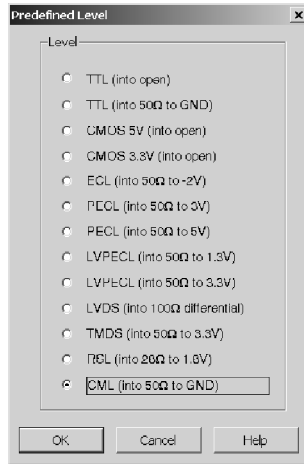 Predefined Level
x
Level
TTL (into open)
TTL (into 50Ω to GND)
CMOS 5V (into open)
CMOS 3.3V (into open)
ECL (into 50Ω to -2V)
PECL (into 50Ω to 3V)
PECL (into 50Ω to 5V)
LVPECL (into 50Ω to 1.3V)
LVPECL (into 50Ω to 3.3V)
LVDS (into 100Ω differential)
TMDS (into 50Ω to 3.3V)
RSL (into 28Ω to 1.8V)
CML (into 50Ω to GND)
OK Cancel Help